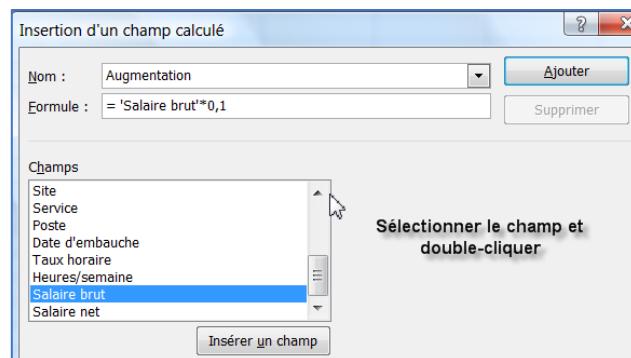 Insertion d'un champ calculé
Nom : Augmentation Ajouter
Formule : = 'Salaire brut'*0,1 Supprimer
Champs
Site
Service
Poste
Date d'embauche
Taux horaire
Heures/semaine
Salaire brut
Salaire net
Sélectionner le champ et
double-cliquer
Insérer un champ